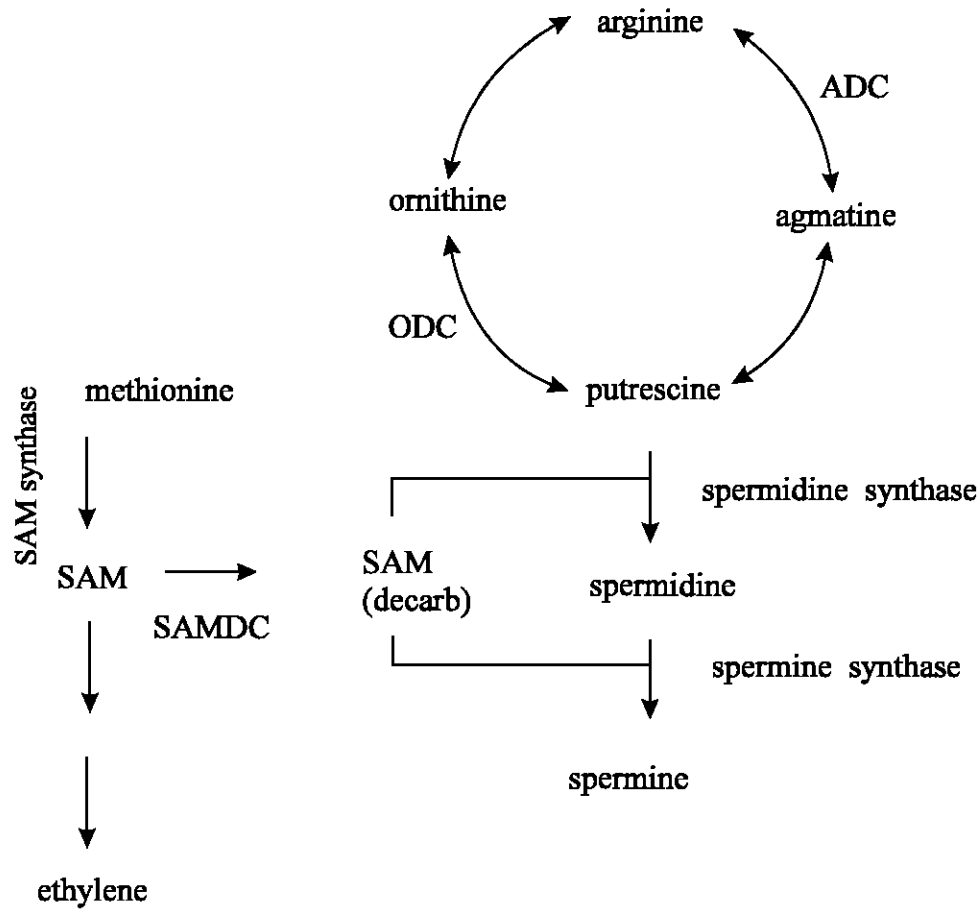 arginine
ADC
ornithine
agmatine
ODC
methionine
putrescine
SAM synthase
spermidine synthase
SAM
SAM
(decarb)
spermidine
SAMDC
spermine synthase
spermine
ethylene